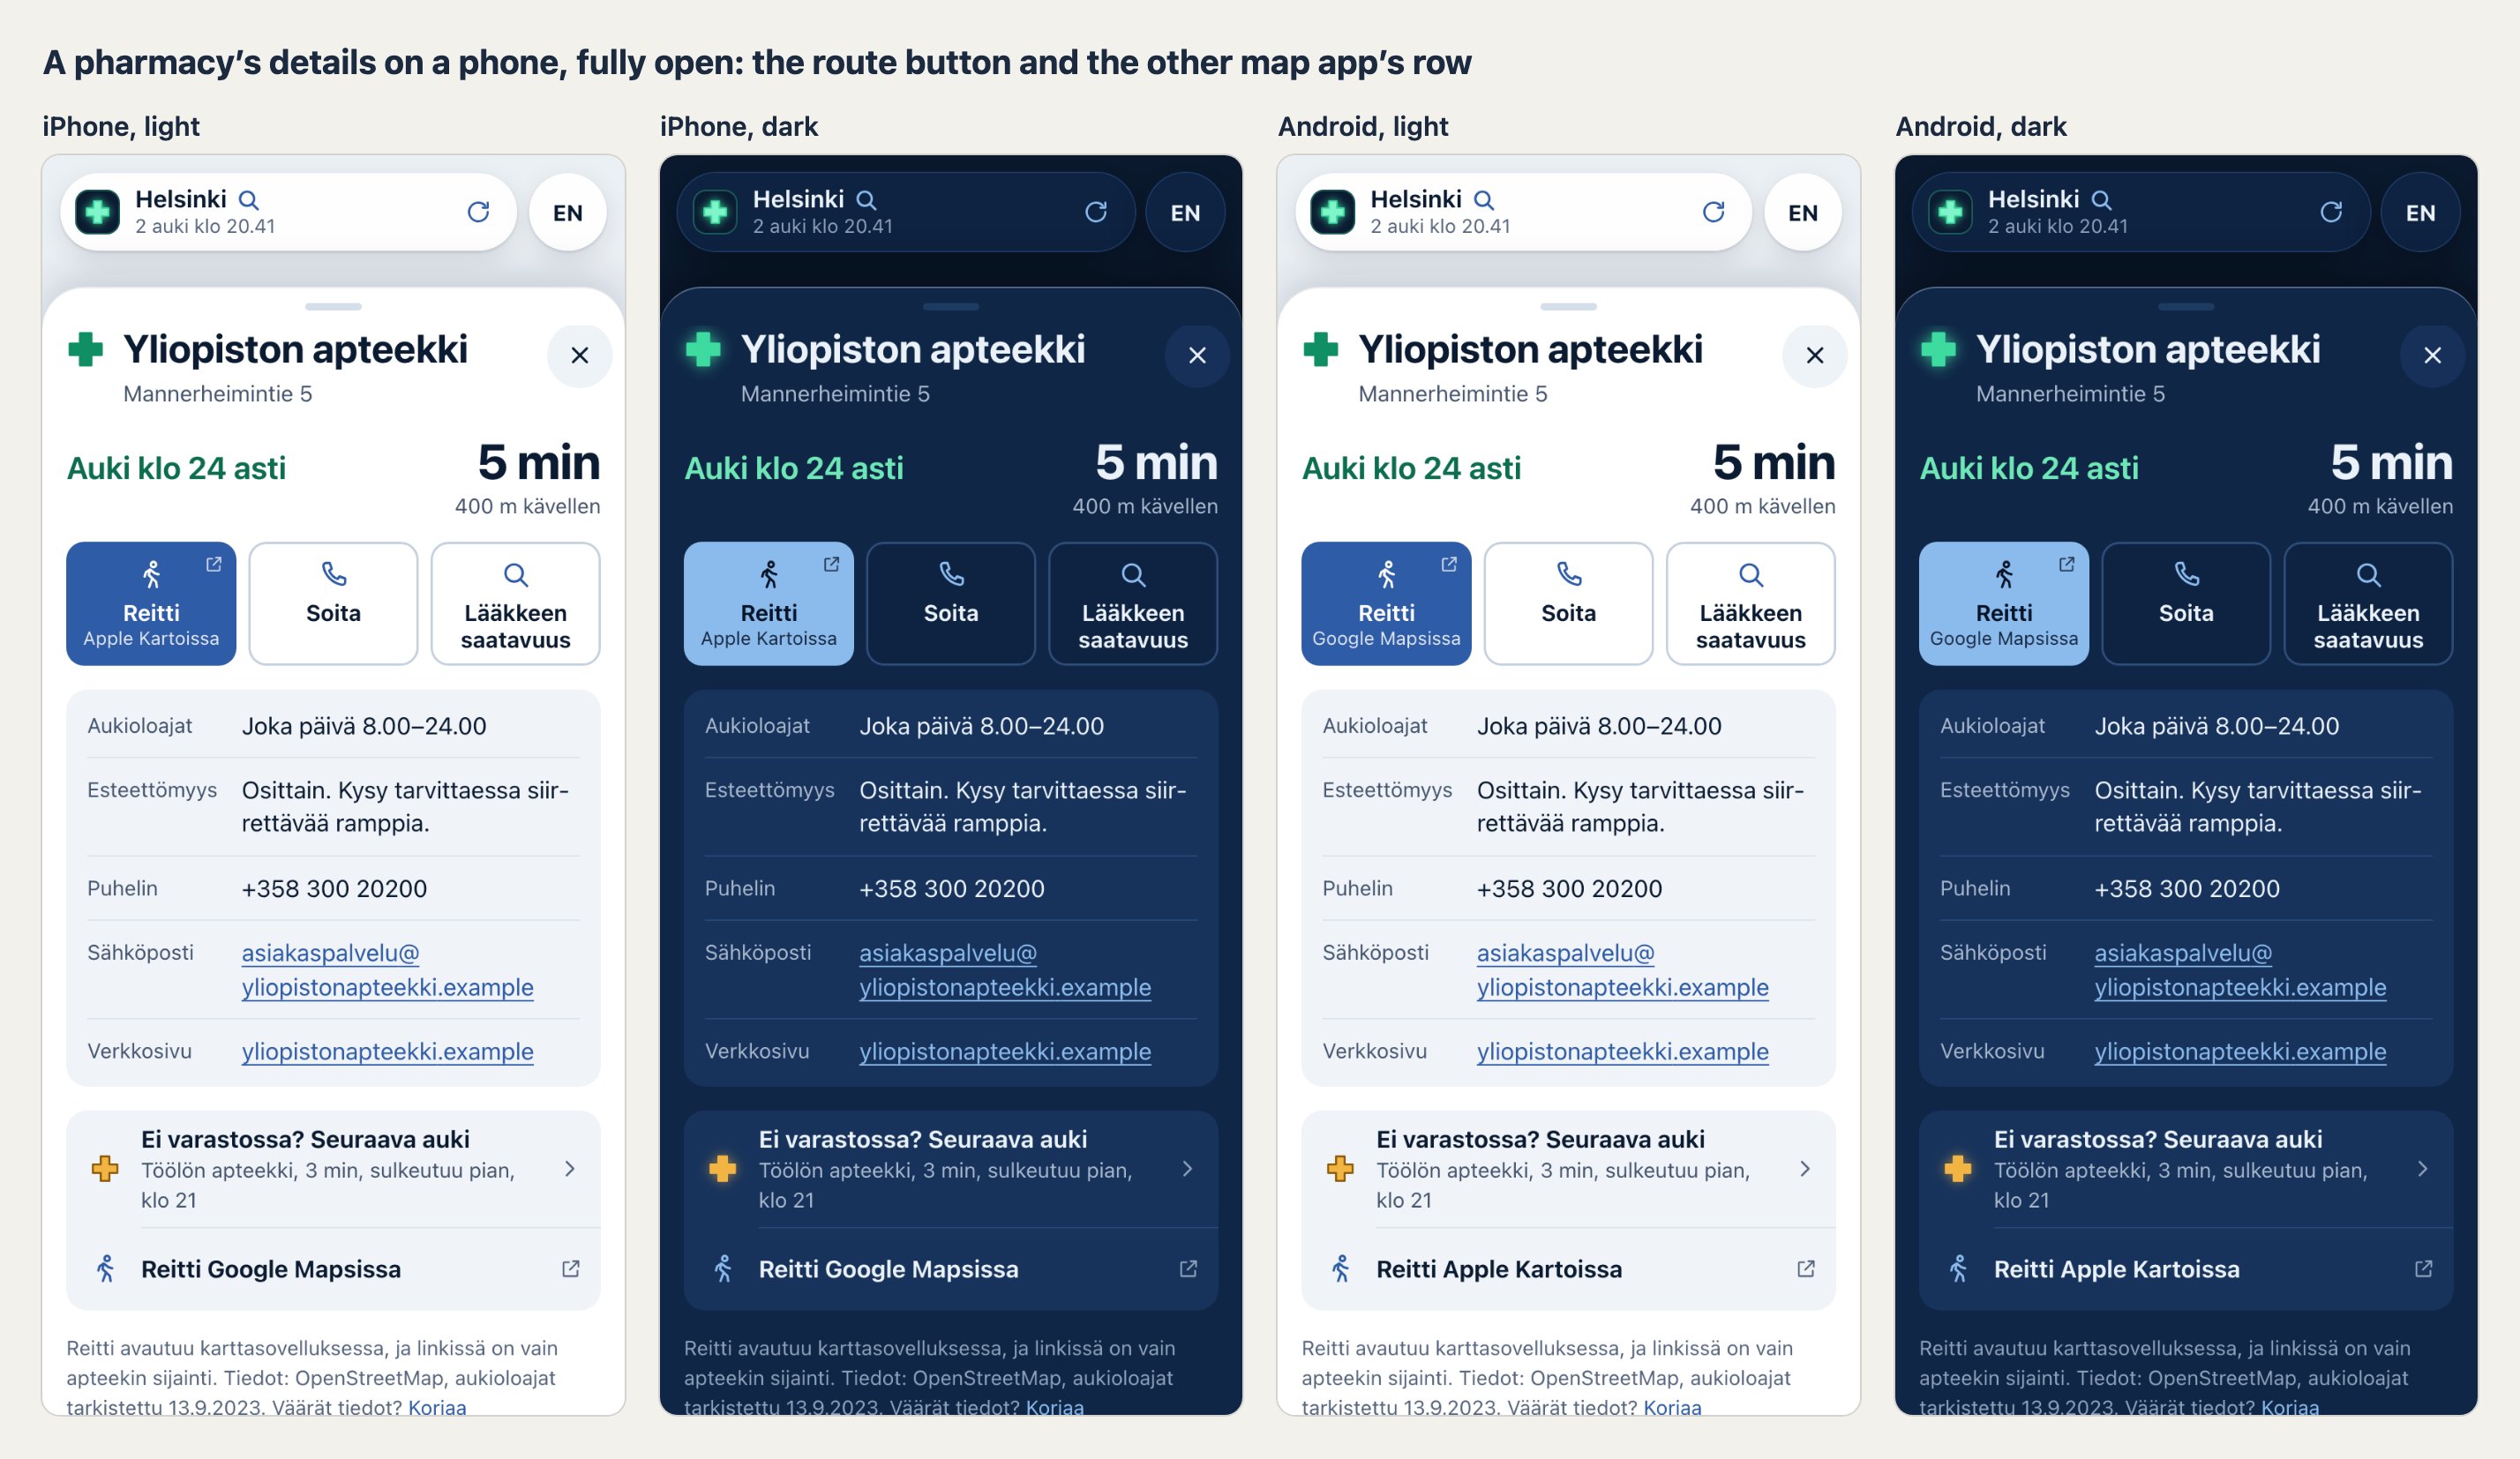 A pharmacy’s details on a phone, fully open: the route button and the other map app’s row
iPhone, light
Helsinki
2 auki klo 20.41
EN
Yliopiston apteekki
Mannerheimintie 5
Auki klo 24 asti
5 min
400 m kävellen
Reitti
Apple Kartoissa
Soita
Lääkkeen
saatavuus
Aukioloajat
Joka päivä 8.00–24.00
Esteettömyys
Osittain. Kysy tarvittaessa siir-
rettävää ramppia.
Puhelin
+358 300 20200
Sähköposti
asiakaspalvelu@
yliopistonapteekki.example
Verkkosivu
yliopistonapteekki.example
Ei varastossa? Seuraava auki
Töölön apteekki, 3 min, sulkeutuu pian,
klo 21
Reitti Google Mapsissa
Reitti avautuu karttasovelluksessa, ja linkissä on vain
apteekin sijainti. Tiedot: OpenStreetMap, aukioloajat
tarkistettu 13.9.2023. Väärät tiedot? Korjaa
iPhone, dark
Helsinki
2 auki klo 20.41
EN
Yliopiston apteekki
Mannerheimintie 5
Auki klo 24 asti
5 min
400 m kävellen
Reitti
Apple Kartoissa
Soita
Lääkkeen
saatavuus
Aukioloajat
Joka päivä 8.00–24.00
Esteettömyys
Osittain. Kysy tarvittaessa siir-
rettävää ramppia.
Puhelin
+358 300 20200
Sähköposti
asiakaspalvelu@
yliopistonapteekki.example
Verkkosivu
yliopistonapteekki.example
Ei varastossa? Seuraava auki
Töölön apteekki, 3 min, sulkeutuu pian,
klo 21
Reitti Google Mapsissa
Reitti avautuu karttasovelluksessa, ja linkissä on vain
apteekin sijainti. Tiedot: OpenStreetMap, aukioloajat
tarkistettu 13.9.2023. Väärät tiedot? Korjaa
Android, light
Helsinki
2 auki klo 20.41
EN
Yliopiston apteekki
Mannerheimintie 5
Auki klo 24 asti
5 min
400 m kävellen
Reitti
Google Mapsissa
Soita
Lääkkeen
saatavuus
Aukioloajat
Joka päivä 8.00–24.00
Esteettömyys
Osittain. Kysy tarvittaessa siir-
rettävää ramppia.
Puhelin
+358 300 20200
Sähköposti
asiakaspalvelu@
yliopistonapteekki.example
Verkkosivu
yliopistonapteekki.example
Ei varastossa? Seuraava auki
Töölön apteekki, 3 min, sulkeutuu pian,
klo 21
Reitti Apple Kartoissa
Reitti avautuu karttasovelluksessa, ja linkissä on vain
apteekin sijainti. Tiedot: OpenStreetMap, aukioloajat
tarkistettu 13.9.2023. Väärät tiedot? Korjaa
Android, dark
Helsinki
2 auki klo 20.41
EN
Yliopiston apteekki
Mannerheimintie 5
Auki klo 24 asti
5 min
400 m kävellen
Reitti
Google Mapsissa
Soita
Lääkkeen
saatavuus
Aukioloajat
Joka päivä 8.00–24.00
Esteettömyys
Osittain. Kysy tarvittaessa siir-
rettävää ramppia.
Puhelin
+358 300 20200
Sähköposti
asiakaspalvelu@
yliopistonapteekki.example
Verkkosivu
yliopistonapteekki.example
Ei varastossa? Seuraava auki
Töölön apteekki, 3 min, sulkeutuu pian,
klo 21
Reitti Apple Kartoissa
Reitti avautuu karttasovelluksessa, ja linkissä on vain
apteekin sijainti. Tiedot: OpenStreetMap, aukioloajat
tarkistettu 13.9.2023. Väärät tiedot? Korjaa